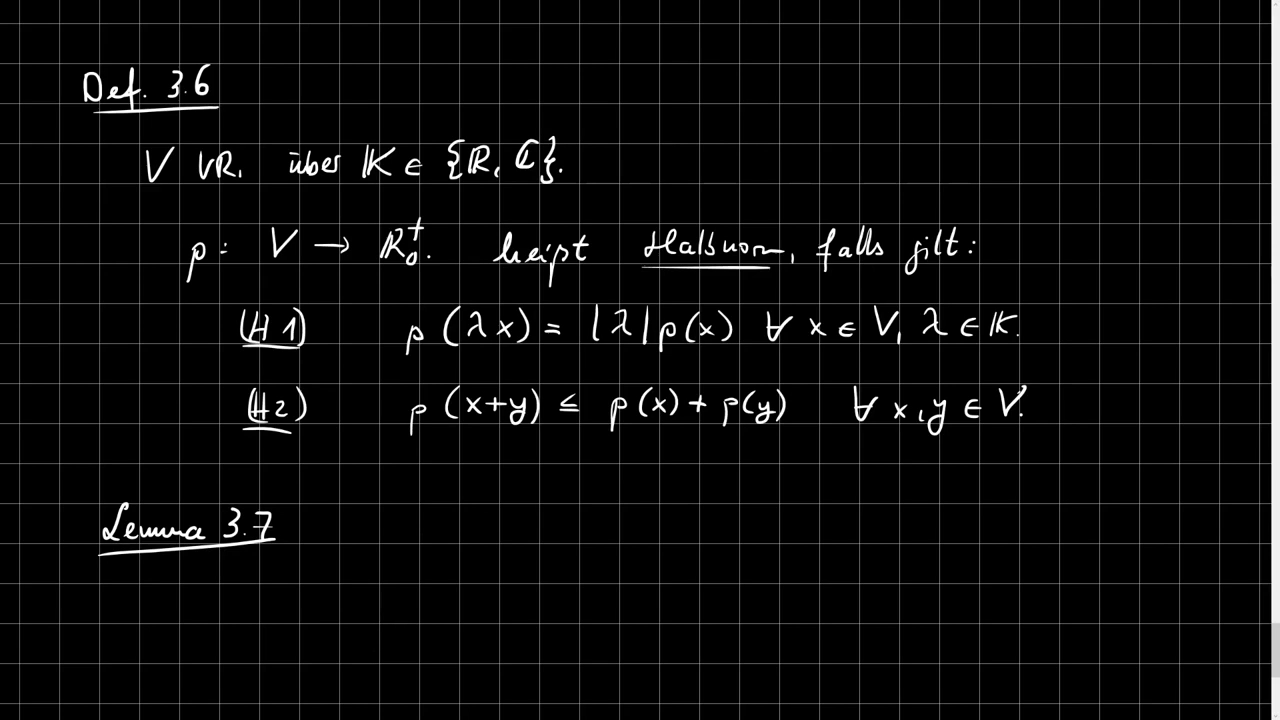 Def. 3.6
V VR. über 𝕂 ∈ {ℝ, ℂ}.
p: V → ℝ₀⁺. heißt Halbnorm, falls gilt:
(H1) p(λx) = |λ|p(x) ∀ x ∈ V, λ ∈ 𝕂.
(H2) p(x+y) ≤ p(x) + p(y) ∀ x,y ∈ V.
Lemma 3.7